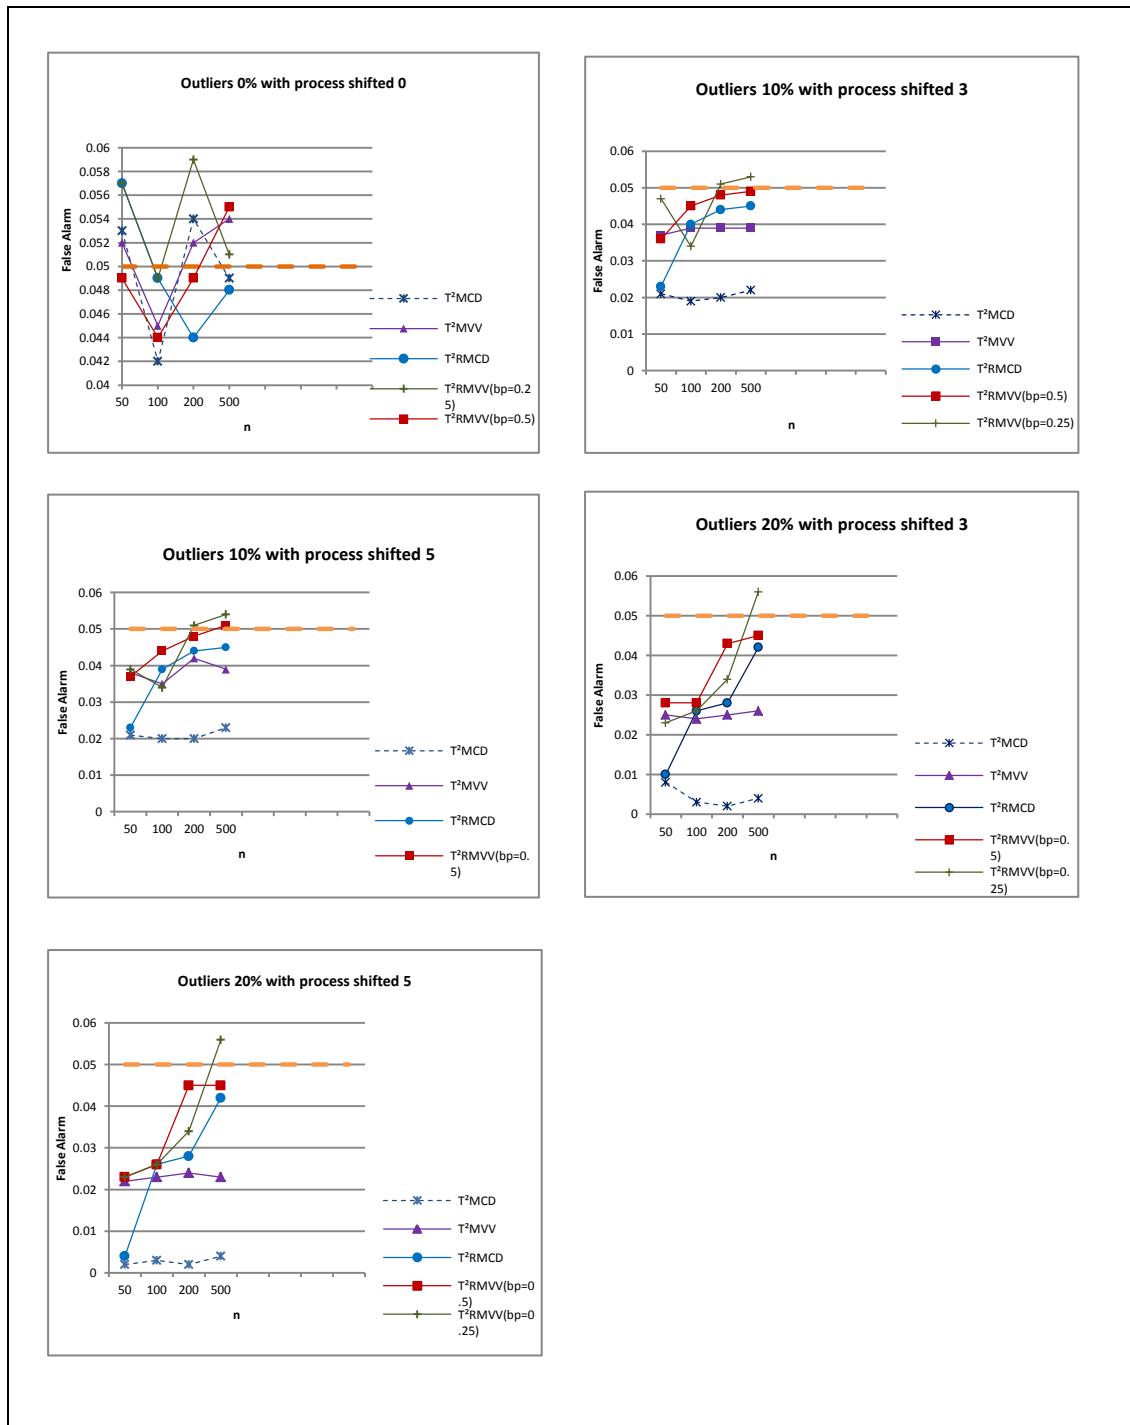 Outliers 0% with process shifted 0
False Alarm
0.06
0.058
0.056
0.054
0.052
0.05
0.048
0.046
0.044
0.042
0.04
50 100 200 500
n
T²MCD
T²MVV
T²RMCD
T²RMVV(bp=0.2
5)
T²RMVV(bp=0.5)
Outliers 10% with process shifted 3
False Alarm
0.06
0.05
0.04
0.03
0.02
0.01
0
50 100 200 500
n
T²MCD
T²MVV
T²RMCD
T²RMVV(bp=0.5)
T²RMVV(bp=0.25)
Outliers 10% with process shifted 5
False Alarm
0.06
0.05
0.04
0.03
0.02
0.01
0
50 100 200 500
n
T²MCD
T²MVV
T²RMCD
T²RMVV(bp=0.
5)
Outliers 20% with process shifted 3
False Alarm
0.06
0.05
0.04
0.03
0.02
0.01
0
50 100 200 500
n
T²MCD
T²MVV
T²RMCD
T²RMVV(bp=0.
5)
T²RMVV(bp=0.
25)
Outliers 20% with process shifted 5
False Alarm
0.06
0.05
0.04
0.03
0.02
0.01
0
50 100 200 500
n
T²MCD
T²MVV
T²RMCD
T²RMVV(bp=0
.5)
T²RMVV(bp=0
.25)